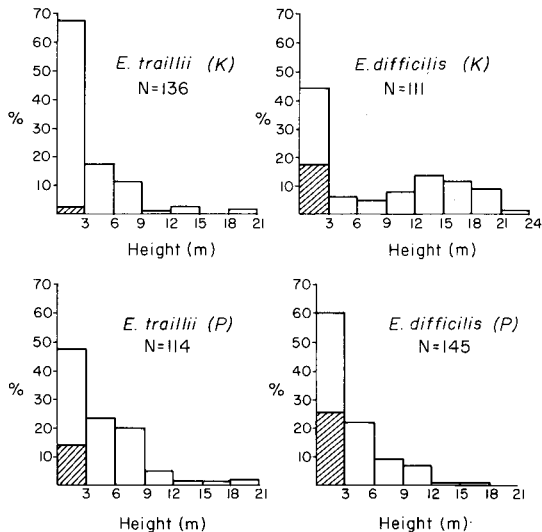 70
60
50
40
30
20
10
%
E. traillii (K)
N=136
3 6 9 12 15 18 21
Height (m)
70
60
50
40
30
20
10
%
E. difficilis (K)
N=111
3 6 9 12 15 18 21 24
Height (m)
70
60
50
40
30
20
10
%
E. traillii (P)
N=114
3 6 9 12 15 18 21
Height (m)
70
60
50
40
30
20
10
%
E. difficilis (P)
N=145
3 6 9 12 15 18 21
Height (m)